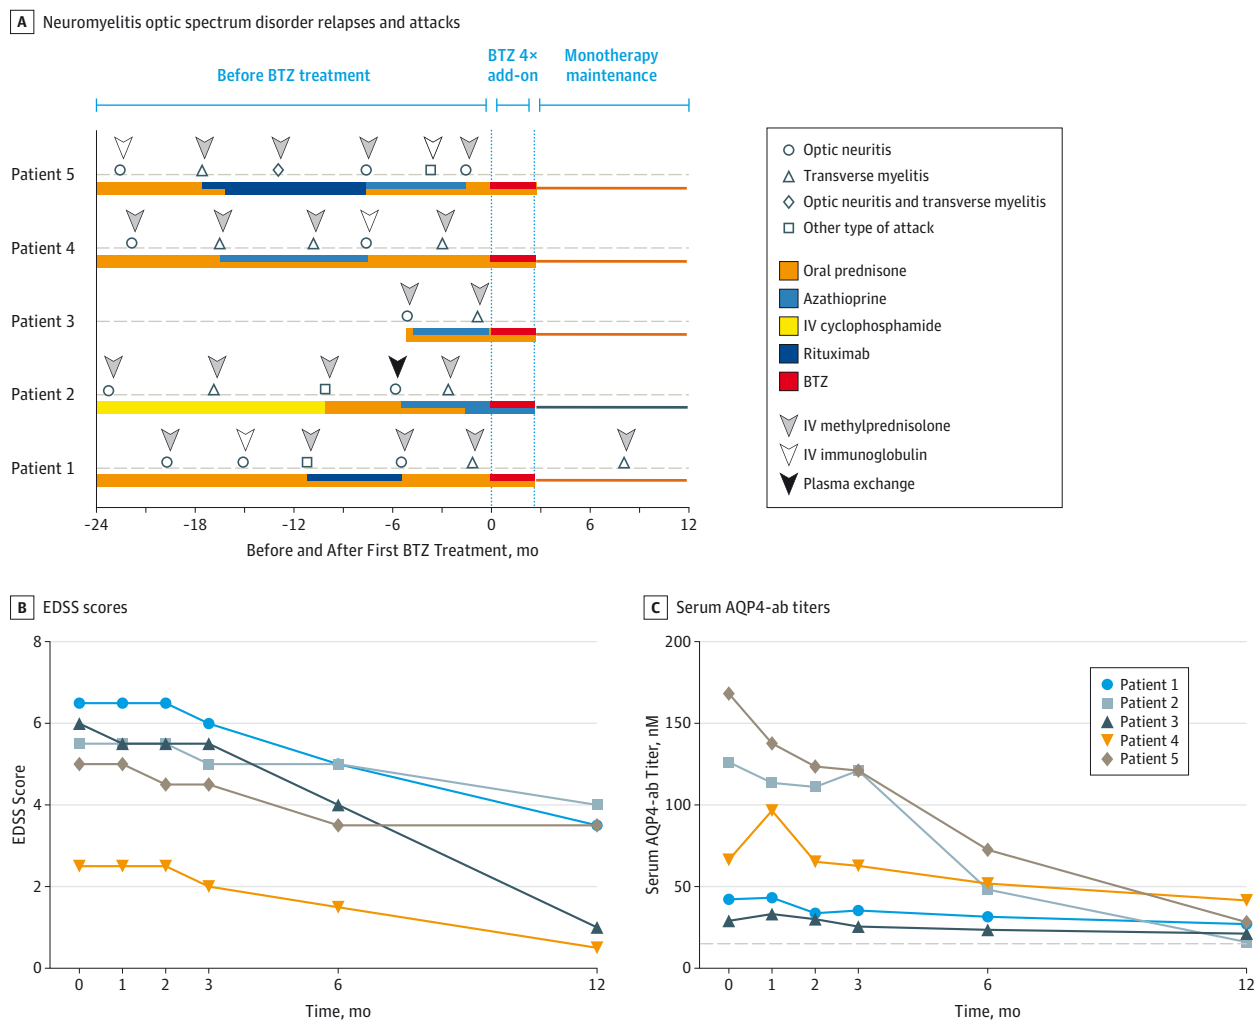 A Neuromyelitis optic spectrum disorder relapses and attacks
Before BTZ treatment
BTZ 4×
add-on
Monotherapy
maintenance
Patient 5
Patient 4
Patient 3
Patient 2
Patient 1
-24 -18 -12 -6 0 6 12
Before and After First BTZ Treatment, mo
Optic neuritis
Transverse myelitis
Optic neuritis and transverse myelitis
Other type of attack
Oral prednisone
Azathioprine
IV cyclophosphamide
Rituximab
BTZ
IV methylprednisolone
IV immunoglobulin
Plasma exchange
B EDSS scores
8
6
4
2
0
EDSS Score
0 1 2 3 6 12
Time, mo
C Serum AQP4-ab titers
200
150
100
50
0
Serum AQP4-ab Titer, nM
Patient 1
Patient 2
Patient 3
Patient 4
Patient 5
0 1 2 3 6 12
Time, mo